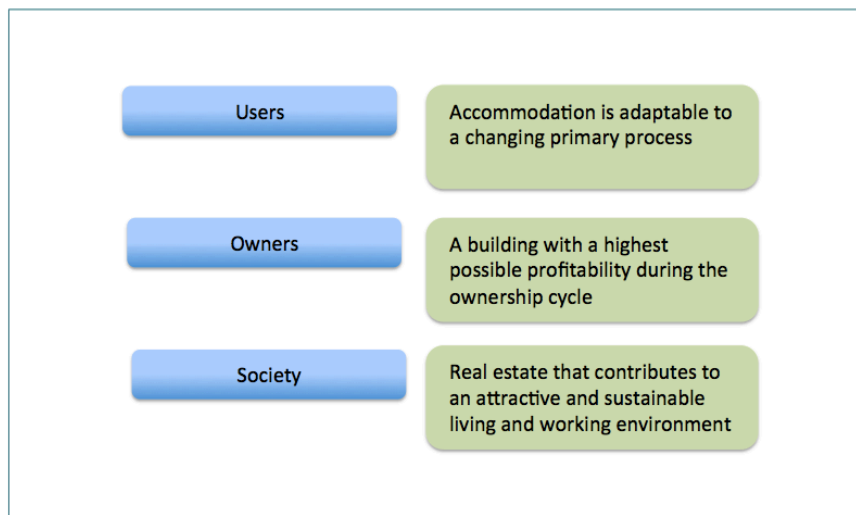 Users
Accommodation is adaptable to
a changing primary process
Owners
A building with a highest
possible profitability during the
ownership cycle
Society
Real estate that contributes to
an attractive and sustainable
living and working environment